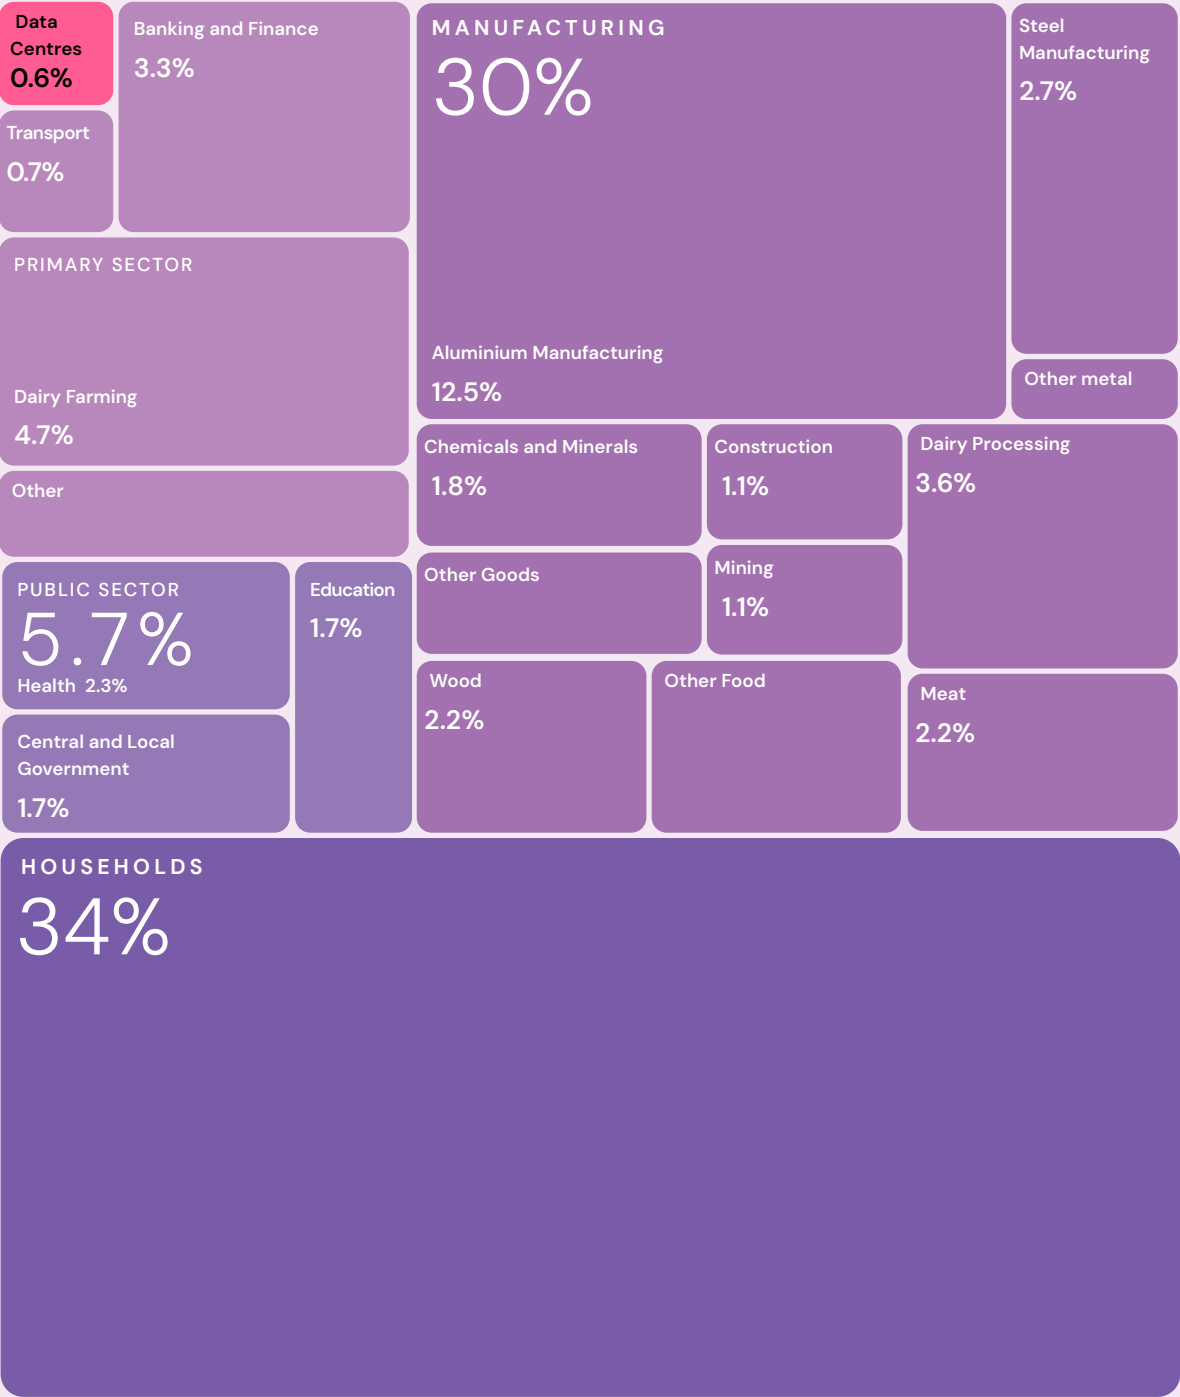 Data
Centres
0.6%
Transport
0.7%
Banking and Finance
3.3%
PRIMARY SECTOR
Dairy Farming
4.7%
Other
PUBLIC SECTOR
5.7%
Health 2.3%
Central and Local
Government
1.7%
Education
1.7%
MANUFACTURING
30%
Aluminium Manufacturing
12.5%
Steel
Manufacturing
2.7%
Other metal
Chemicals and Minerals
1.8%
Construction
1.1%
Dairy Processing
3.6%
Other Goods
Mining
1.1%
Wood
2.2%
Other Food
Meat
2.2%
HOUSEHOLDS
34%